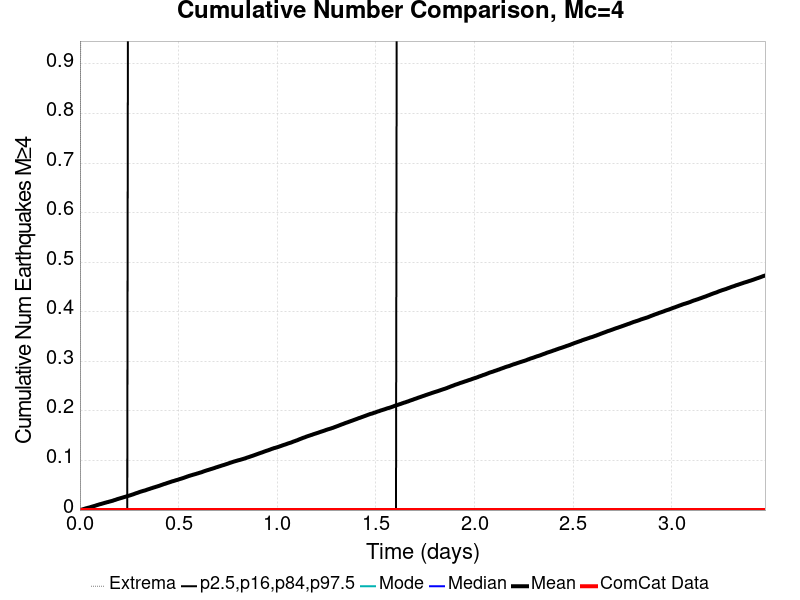 Cumulative Number Comparison, Mc=4
Cumulative Num Earthquakes M≥4
0.9
0.8
0.7
0.6
0.5
0.4
0.3
0.2
0.1
0
0.0 0.5 1.0 1.5 2.0 2.5 3.0
Time (days)
Extrema p2.5,p16,p84,p97.5 Mode Median Mean ComCat Data